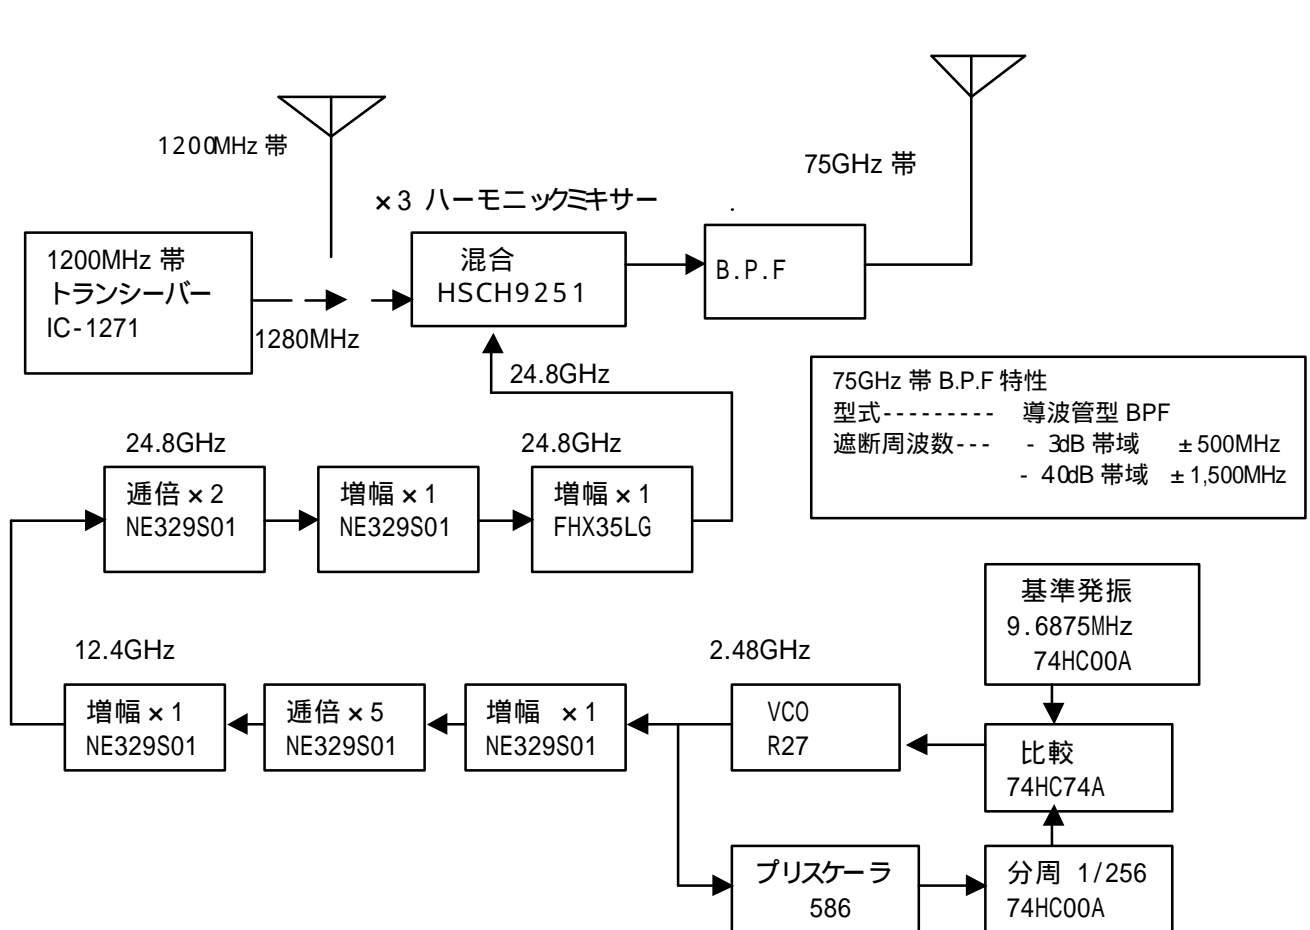 1200MHz 帯
75GHz 帯
×3 ハーモニックミキサー
.
1200MHz 帯
トランシーバー
IC-1271
1280MHz
混合
HSCH9251
B.P.F
24.8GHz
75GHz 帯 B.P.F 特性
型式--------- 導波管型 BPF
遮断周波数--- - 3dB 帯域 ±500MHz
- 40dB 帯域 ±1,500MHz
24.8GHz
24.8GHz
逓倍×2
NE329S01
増幅×1
NE329S01
増幅×1
FHX35LG
基準発振
9.6875MHz
74HC00A
12.4GHz
2.48GHz
増幅×1
NE329S01
逓倍×5
NE329S01
増幅 ×1
NE329S01
VCO
R27
比較
74HC74A
プリスケーラ
586
分周 1/256
74HC00A